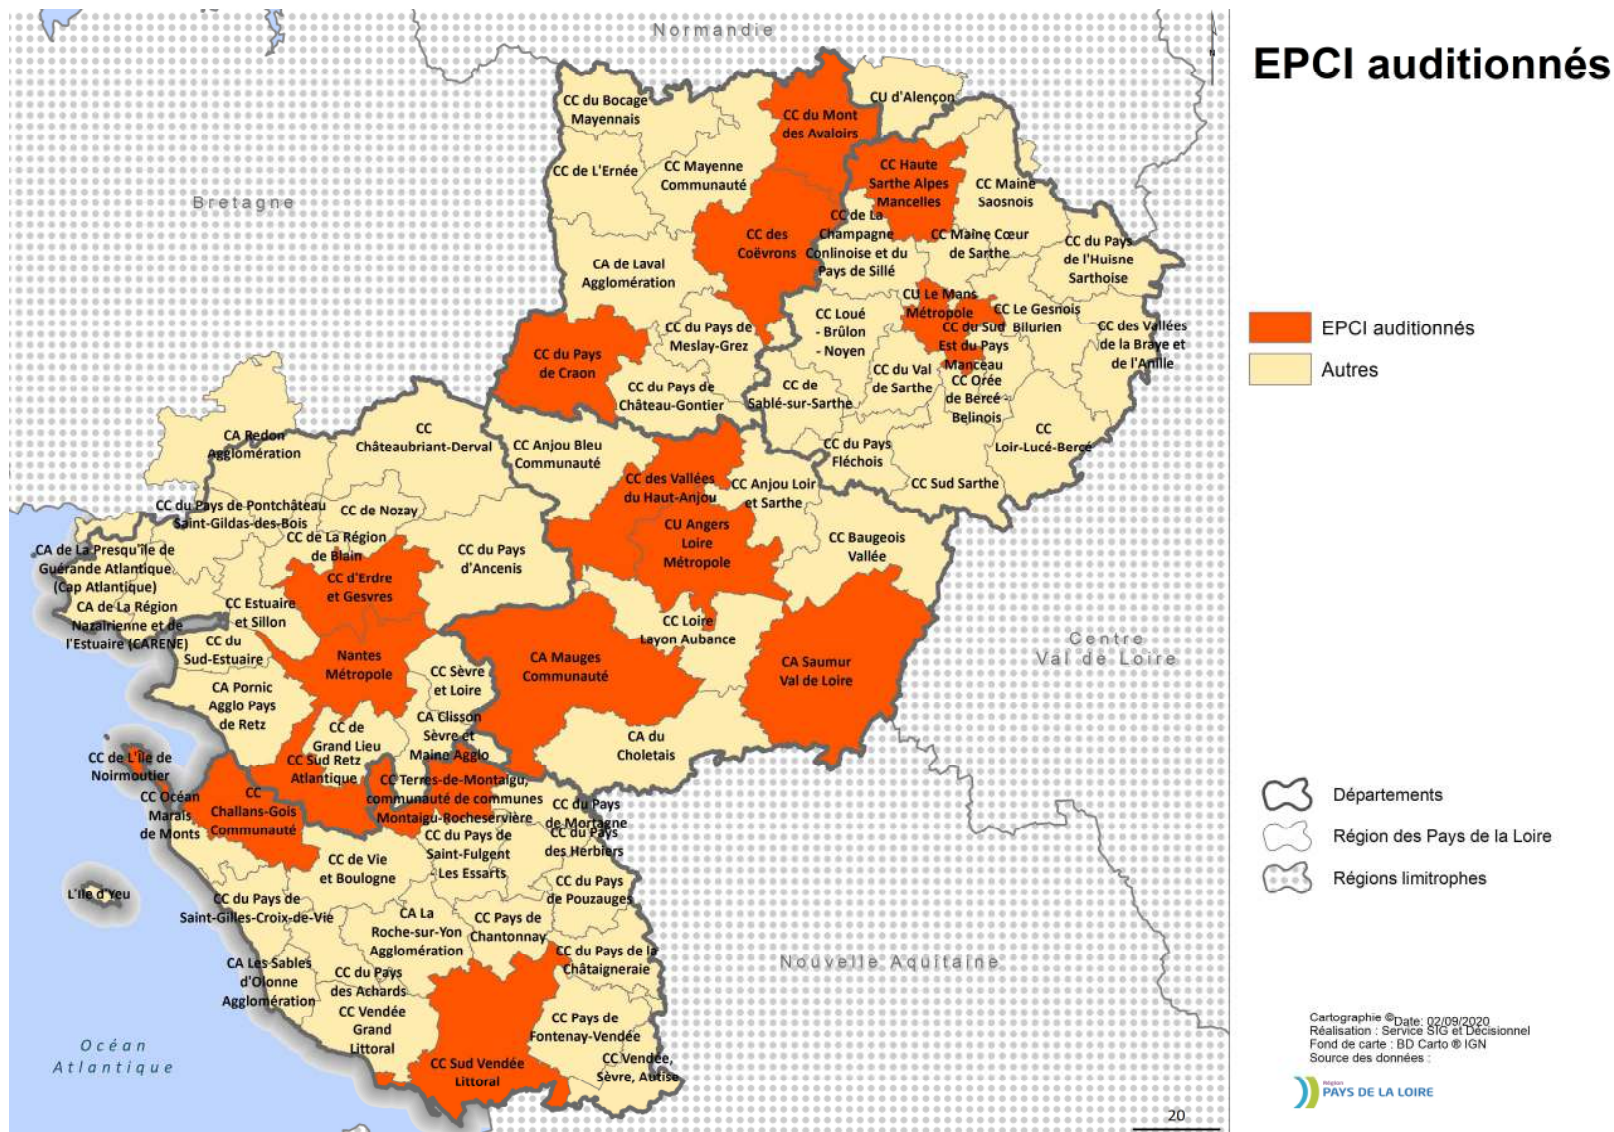 EPCI auditionnés
Normandie
N
Bretagne
Centre
Val de Loire
Nouvelle Aquitaine
Océan
Atlantique
CC du Bocage
Mayennais
CC du Mont
des Avaloirs
CU d'Alençon
CC de L'Ernée
CC Mayenne
Communauté
CC Haute
Sarthe Alpes
Mancelles
CC Maine
Saosnois
CC des
Coëvrons
CC de La
Champagne
Conlinoise et du
Pays de Sillé
CC Maine Cœur
de Sarthe
CC du Pays
de l'Huisne
Sarthoise
CA de Laval
Agglomération
CU Le Mans
Métropole
CC Le Gesnois
Bilurien
CC du Sud
Est du Pays
Manceau
CC des Vallées
de la Braye et
de l'Anille
CC Loué
- Brûlon
- Noyen
CC du Pays de
Meslay-Grez
CC du Pays
de Craon
CC du Val
de Sarthe
CC Orée
de Bercé -
Belinois
CC du Pays de
Château-Gontier
CC de
Sablé-sur-Sarthe
CC
Loir-Lucé-Bercé
CC du Pays
Fléchois
CC Sud Sarthe
CA Redon
Agglomération
CC
Châteaubriant-Derval
CC Anjou Bleu
Communauté
CC des Vallées
du Haut-Anjou
CC Anjou Loir
et Sarthe
CC du Pays de Pontchâteau
Saint-Gildas-des-Bois
CC de Nozay
CC de La Région
de Blain
CC du Pays
d'Ancenis
CU Angers
Loire
Métropole
CC Baugeois
Vallée
CA de La Presqu'île de
Guérande Atlantique
(Cap Atlantique)
CA de La Région
Nazairienne et de
l'Estuaire (CARENE)
CC d'Erdre
et Gesvres
CC Estuaire
et Sillon
CC du
Sud-Estuaire
CC Loire
Layon Aubance
Nantes
Métropole
CC Sèvre
et Loire
CA Mauges
Communauté
CA Saumur
Val de Loire
CA Pornic
Agglo Pays
de Retz
CC de
Grand Lieu
CA Clisson
Sèvre et
Maine Agglo
CA du
Choletais
CC de L'île de
Noirmoutier
CC Sud Retz
Atlantique
CC Océan
Marais
de Monts
CC
Challans-Gois
Communauté
CC Terres-de-Montaigu,
communauté de communes
Montaigu-Rocheservière
CC du Pays
de Mortagne
CC du Pays
des Herbiers
CC du Pays de
Saint-Fulgent
- Les Essarts
CC de Vie
et Boulogne
CC du Pays
de Pouzauges
L'île d'Yeu
CC du Pays de
Saint-Gilles-Croix-de-Vie
CA La
Roche-sur-Yon
Agglomération
CC Pays de
Chantonnay
CC du Pays de la
Châtaigneraie
CA Les Sables
d'Olonne
Agglomération
CC du Pays
des Achards
CC Vendée
Grand
Littoral
CC Pays de
Fontenay-Vendée
CC Sud Vendée
Littoral
CC Vendée,
Sèvre, Autise
20
EPCI auditionnés
Autres
Départements
Région des Pays de la Loire
Régions limitrophes
Cartographie © Date: 02/09/2020
Réalisation : Service SIG et Décisionnel
Fond de carte : BD Carto ® IGN
Source des données :
Région
PAYS DE LA LOIRE